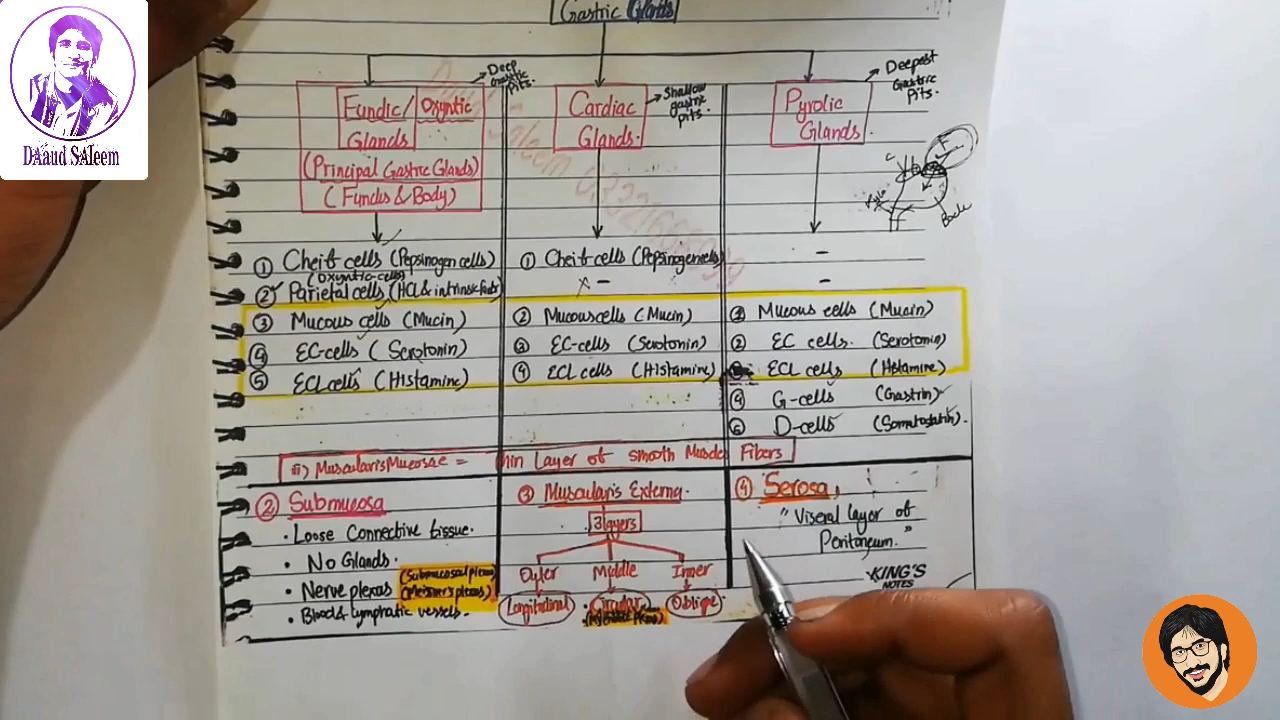 Gastric Glands
Deep
Gastric
Pits.
Fundic/ Oxyntic
Glands
(Principal Gastric Glands)
(Fundus & Body)
Cardiac
Glands.
Shallow
gastric
pits.
Pyrolic
Glands.
Deepest
Gastric
Pits.
① Cheif cells (Pepsinogen cells)
(Oxyntic cells)
② Parietal cells (HCL & intrinsic factor)
③ Mucous cells (Mucin)
④ EC-cells (Serotonin)
⑤ ECL cells (Histamine)
① Cheif cells (Pepsinogen cells)
× -
② Mucous cells (Mucin)
③ EC-cells (Serotonin)
④ ECL cells (Histamine)
-
-
① Mucous cells (Mucin)
② EC cells. (Serotonin)
ECL cells (Histamine)
④ G-cells (Gastrin)
D-cells (Somatostatin).
iii) Muscularis Mucosae = thin Layer of smooth Muscle Fibers
② Submucosa
• Loose Connective tissue.
• No Glands.
• Nerve plexus (Submucosal plexus)
(Meisner's plexus)
• Blood & lymphatic vessels.
③ Muscularis Externa.
3 layers
Outer Middle Inner
Longitudinal Circular Oblique
④ Serosa,
"Viseral layer of
Peritoneum."
KING'S
NOTES
DAaud SAleem